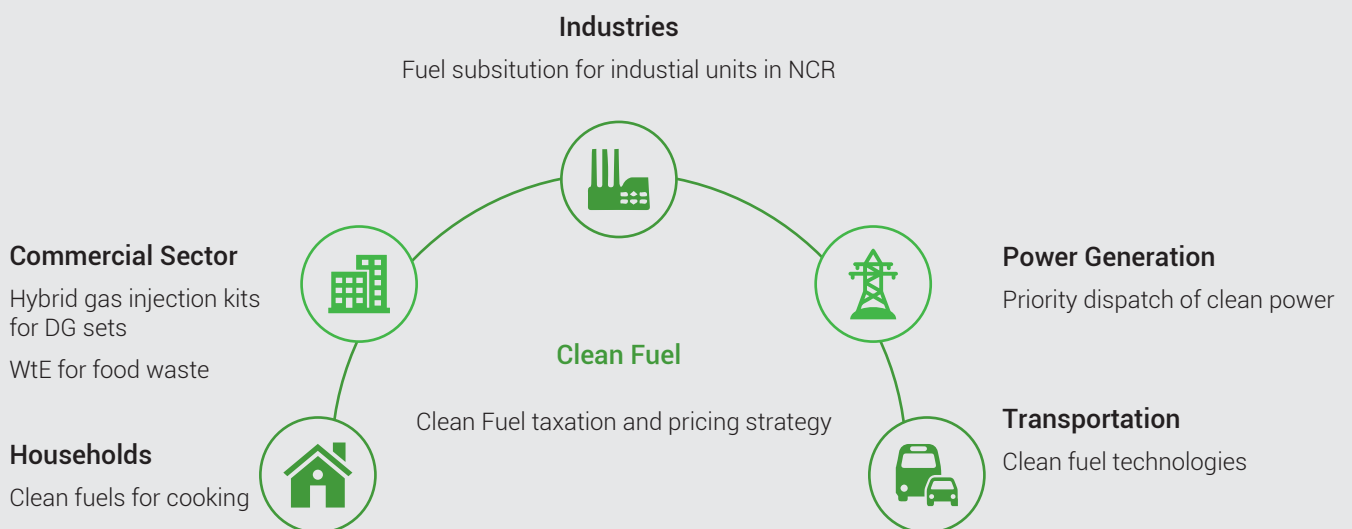 Industries
Fuel subsitution for industial units in NCR
Commercial Sector
Hybrid gas injection kits
for DG sets
WtE for food waste
Households
Clean fuels for cooking
Clean Fuel
Clean Fuel taxation and pricing strategy
Power Generation
Priority dispatch of clean power
Transportation
Clean fuel technologies